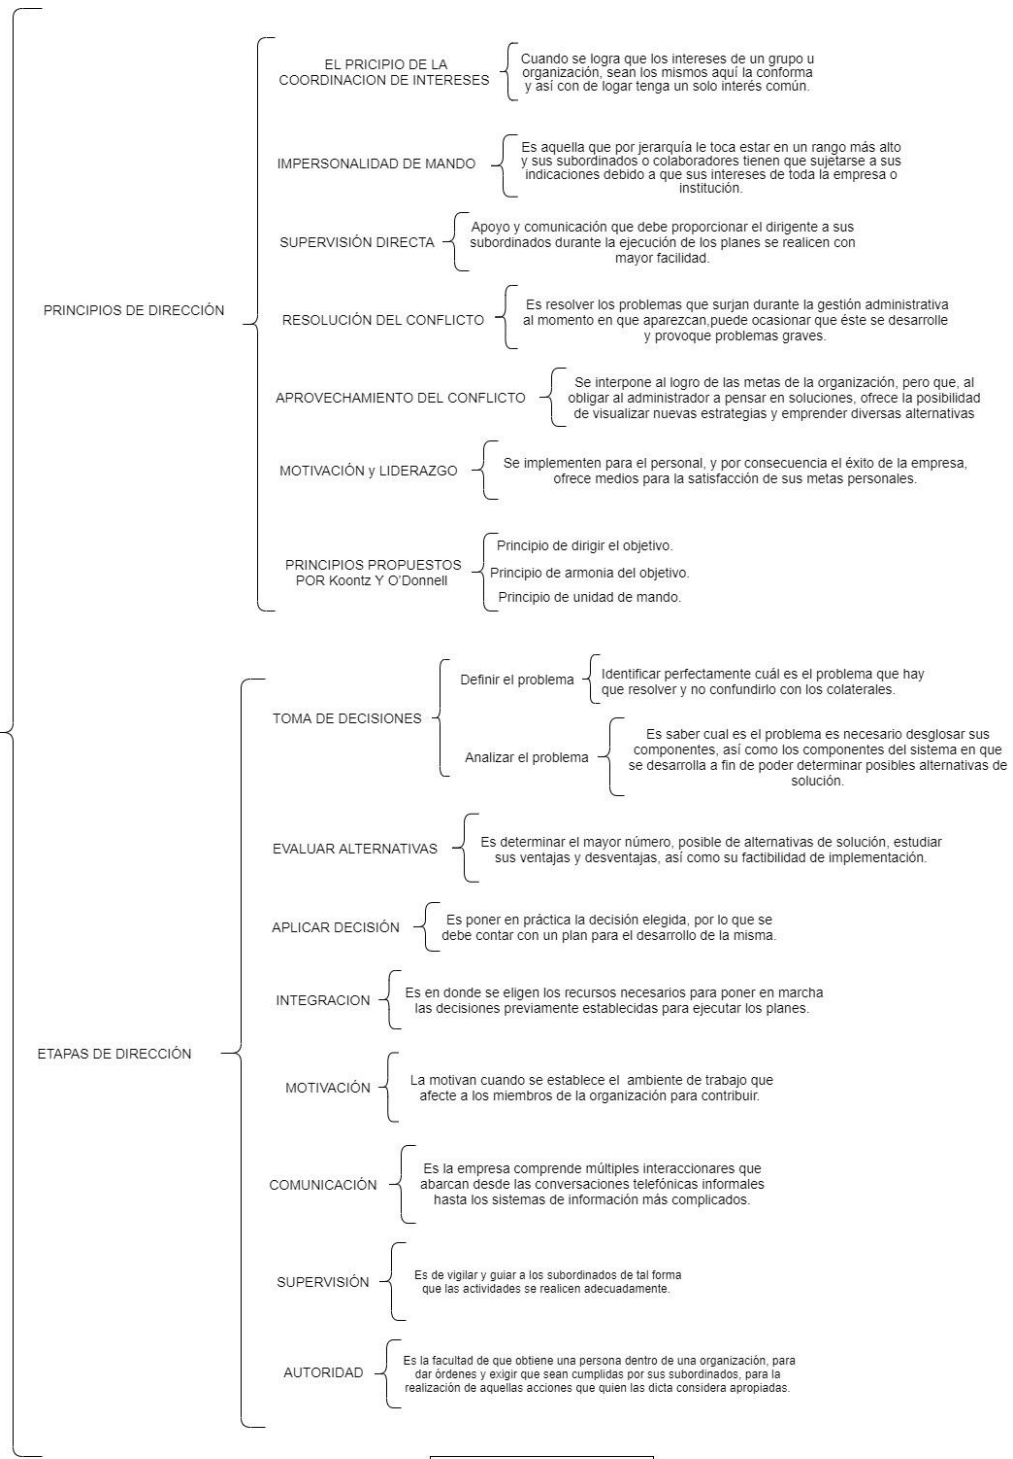 PRINCIPIOS DE DIRECCIÓN
EL PRICIPIO DE LA
COORDINACION DE INTERESES
Cuando se logra que los intereses de un grupo u
organización, sean los mismos aquí la conforma
y así con de logar tenga un solo interés común.
IMPERSONALIDAD DE MANDO
Es aquella que por jerarquía le toca estar en un rango más alto
y sus subordinados o colaboradores tienen que sujetarse a sus
indicaciones debido a que sus intereses de toda la empresa o
institución.
SUPERVISIÓN DIRECTA
Apoyo y comunicación que debe proporcionar el dirigente a sus
subordinados durante la ejecución de los planes se realicen con
mayor facilidad.
RESOLUCIÓN DEL CONFLICTO
Es resolver los problemas que surjan durante la gestión administrativa
al momento en que aparezcan,puede ocasionar que éste se desarrolle
y provoque problemas graves.
APROVECHAMIENTO DEL CONFLICTO
Se interpone al logro de las metas de la organización, pero que, al
obligar al administrador a pensar en soluciones, ofrece la posibilidad
de visualizar nuevas estrategias y emprender diversas alternativas
MOTIVACIÓN y LIDERAZGO
Se implementen para el personal, y por consecuencia el éxito de la empresa,
ofrece medios para la satisfacción de sus metas personales.
PRINCIPIOS PROPUESTOS
POR Koontz Y O'Donnell
Principio de dirigir el objetivo.
Principio de armonia del objetivo.
Principio de unidad de mando.
ETAPAS DE DIRECCIÓN
TOMA DE DECISIONES
Definir el problema
Identificar perfectamente cuál es el problema que hay
que resolver y no confundirlo con los colaterales.
Analizar el problema
Es saber cual es el problema es necesario desglosar sus
componentes, así como los componentes del sistema en que
se desarrolla a fin de poder determinar posibles alternativas de
solución.
EVALUAR ALTERNATIVAS
Es determinar el mayor número, posible de alternativas de solución, estudiar
sus ventajas y desventajas, así como su factibilidad de implementación.
APLICAR DECISIÓN
Es poner en práctica la decisión elegida, por lo que se
debe contar con un plan para el desarrollo de la misma.
INTEGRACION
Es en donde se eligen los recursos necesarios para poner en marcha
las decisiones previamente establecidas para ejecutar los planes.
MOTIVACIÓN
La motivan cuando se establece el ambiente de trabajo que
afecte a los miembros de la organización para contribuir.
COMUNICACIÓN
Es la empresa comprende múltiples interaccionares que
abarcan desde las conversaciones telefónicas informales
hasta los sistemas de información más complicados.
SUPERVISIÓN
Es de vigilar y guiar a los subordinados de tal forma
que las actividades se realicen adecuadamente.
AUTORIDAD
Es la facultad de que obtiene una persona dentro de una organización, para
dar órdenes y exigir que sean cumplidas por sus subordinados, para la
realización de aquellas acciones que quien las dicta considera apropiadas.